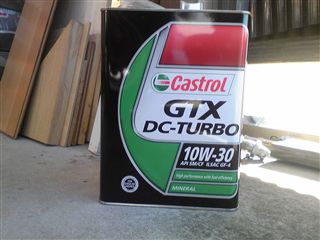 Castrol
GTX
DC-TURBO
10W-30
API SM/CF ILSAC GF-4
High performance with fuel efficiency
MINERAL